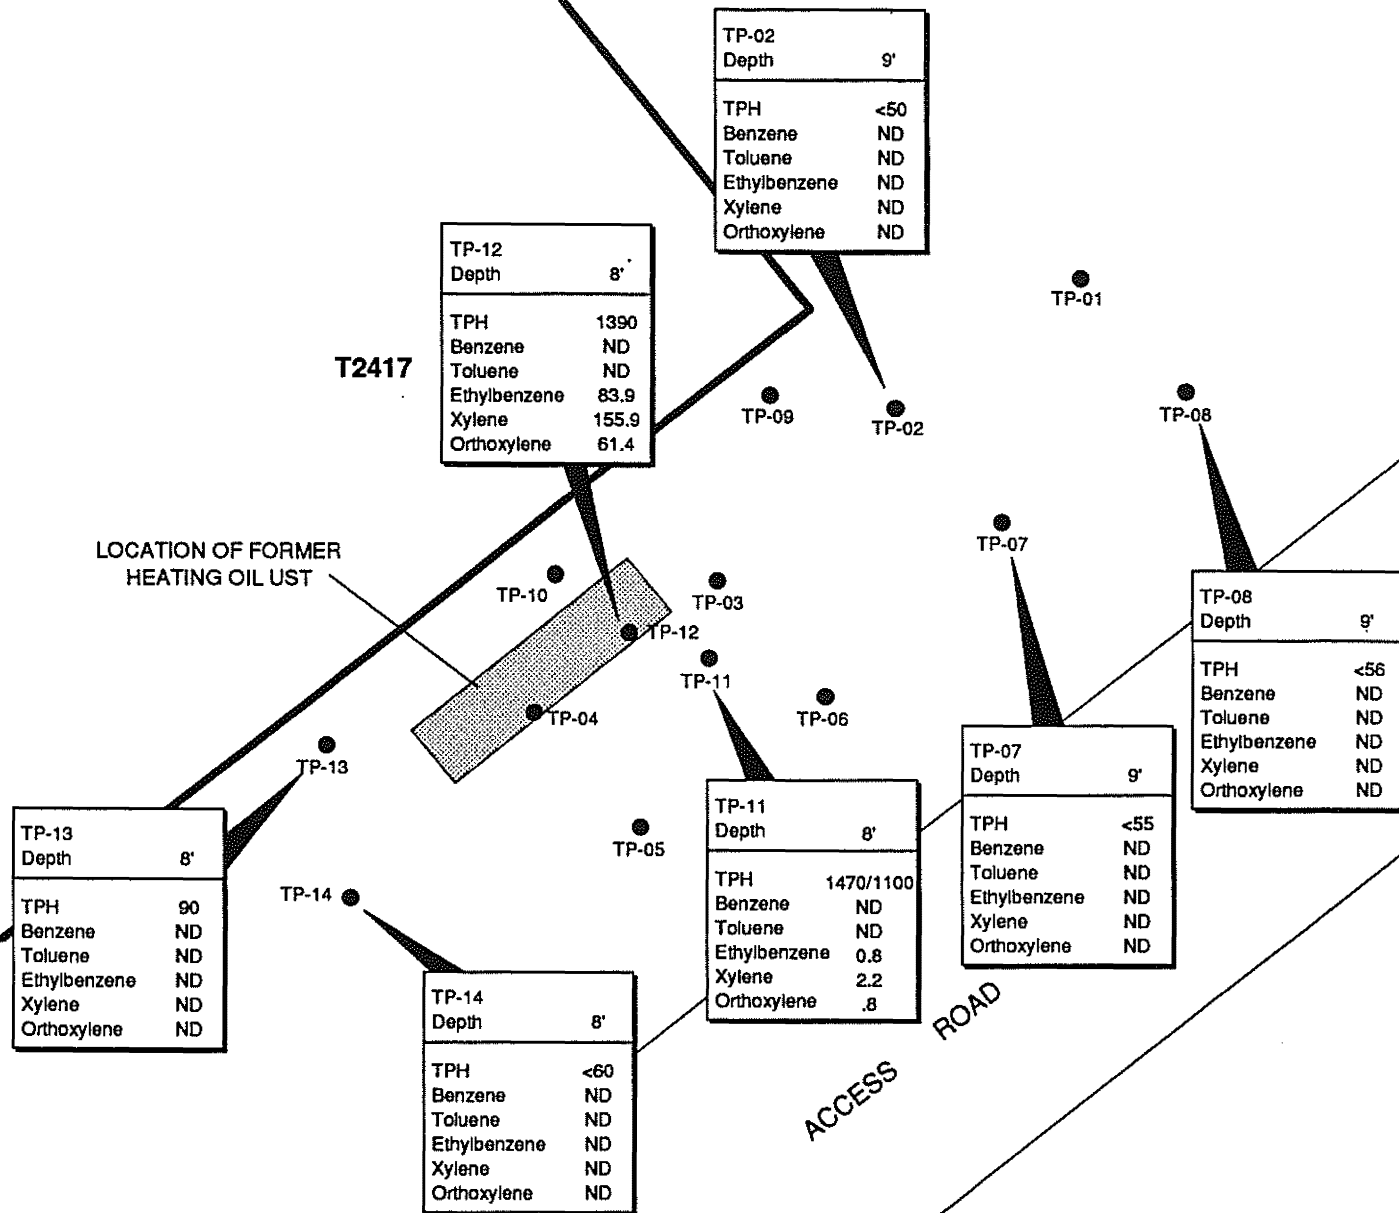 TP-02
Depth 9'
TPH <50
Benzene ND
Toluene ND
Ethylbenzene ND
Xylene ND
Orthoxylene ND
TP-12
Depth 8'
TPH 1390
Benzene ND
Toluene ND
Ethylbenzene 83.9
Xylene 155.9
Orthoxylene 61.4
T2417
TP-01
TP-09
TP-02
TP-08
TP-07
LOCATION OF FORMER
HEATING OIL UST
TP-10
TP-03
TP-12
TP-11
TP-04
TP-06
TP-13
TP-05
TP-14
TP-08
Depth 9'
TPH <56
Benzene ND
Toluene ND
Ethylbenzene ND
Xylene ND
Orthoxylene ND
TP-07
Depth 9'
TPH <55
Benzene ND
Toluene ND
Ethylbenzene ND
Xylene ND
Orthoxylene ND
TP-11
Depth 8'
TPH 1470/1100
Benzene ND
Toluene ND
Ethylbenzene 0.8
Xylene 2.2
Orthoxylene .8
TP-13
Depth 8'
TPH 90
Benzene ND
Toluene ND
Ethylbenzene ND
Xylene ND
Orthoxylene ND
TP-14
Depth 8'
TPH <60
Benzene ND
Toluene ND
Ethylbenzene ND
Xylene ND
Orthoxylene ND
ACCESS ROAD